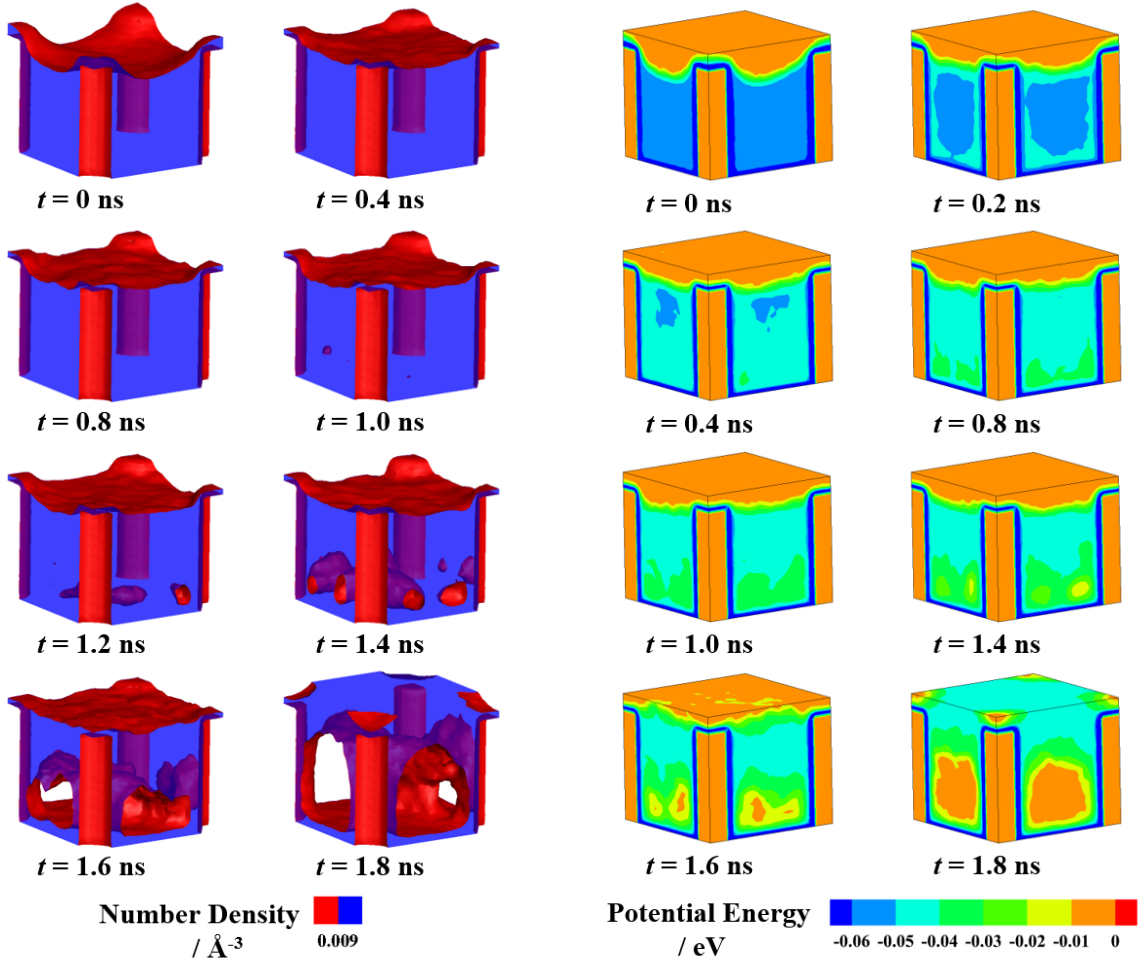 t = 0 ns
t = 0.4 ns
t = 0 ns
t = 0.2 ns
t = 0.8 ns
t = 1.0 ns
t = 0.4 ns
t = 0.8 ns
t = 1.2 ns
t = 1.4 ns
t = 1.0 ns
t = 1.4 ns
t = 1.6 ns
t = 1.8 ns
t = 1.6 ns
t = 1.8 ns
Number Density
/ Å⁻³
0.009
Potential Energy
/ eV
-0.06 -0.05 -0.04 -0.03 -0.02 -0.01 0